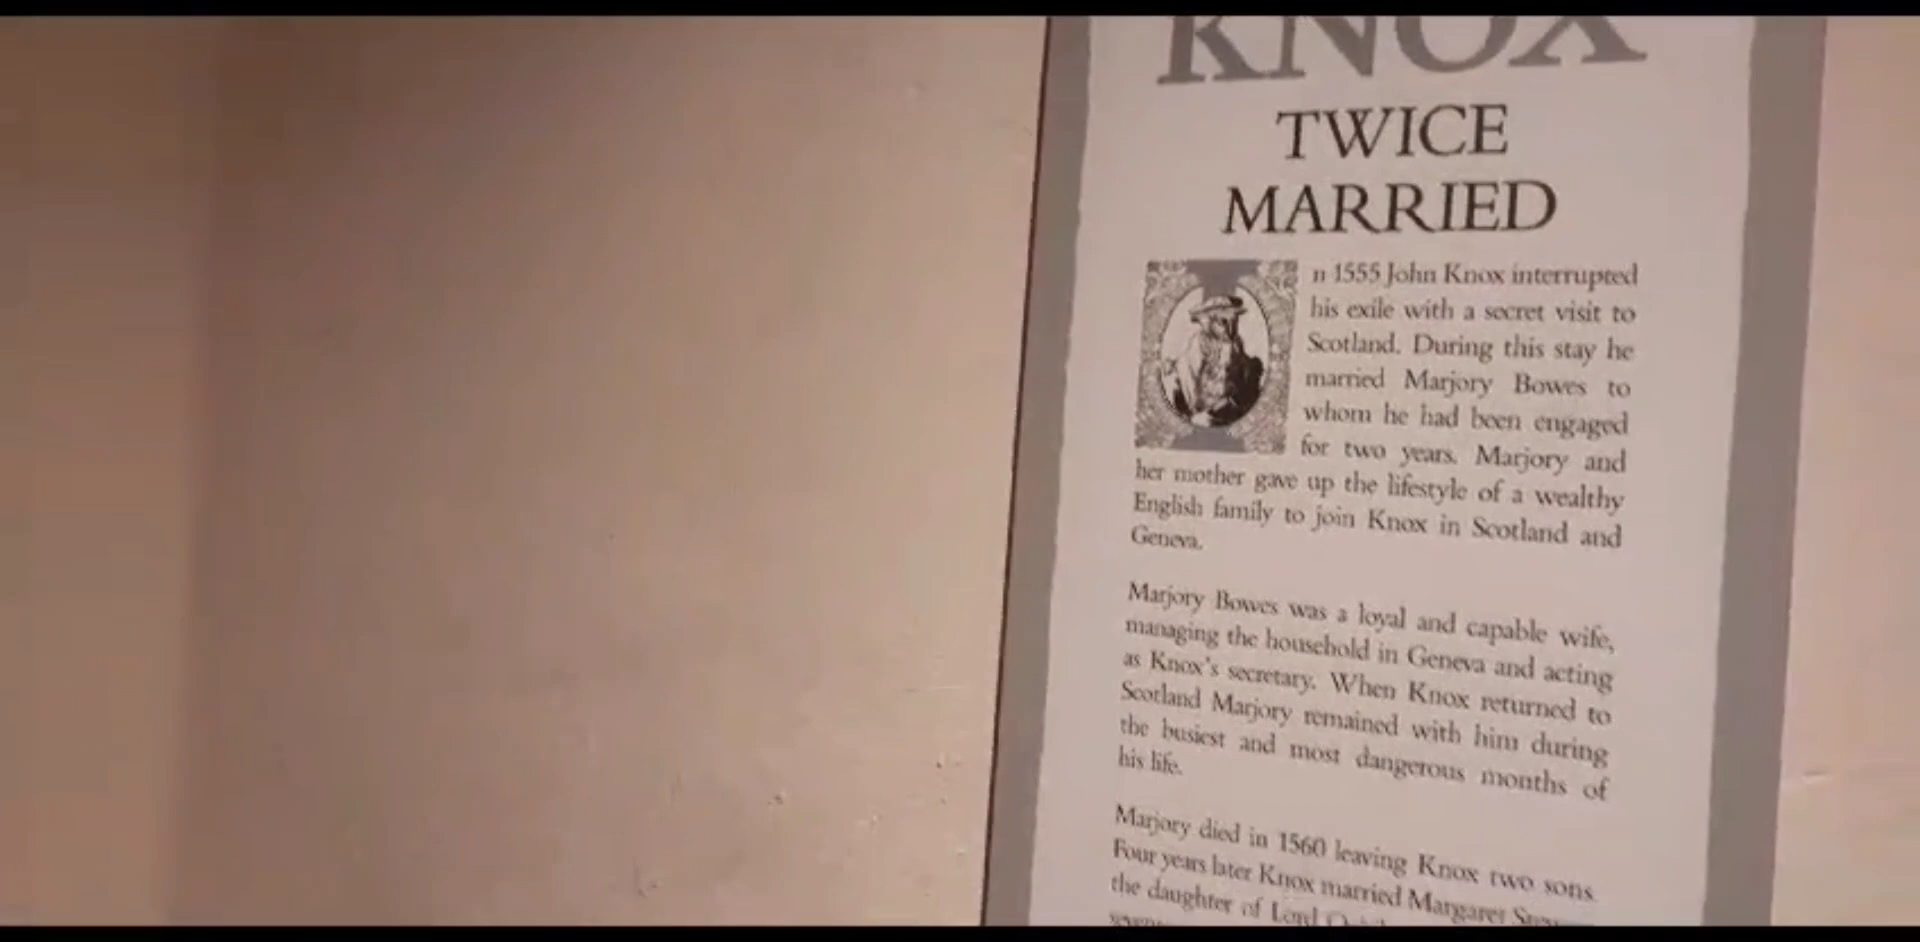 KNOX
TWICE
MARRIED
In 1555 John Knox interrupted
his exile with a secret visit to
Scotland. During this stay he
married Marjory Bowes to
whom he had been engaged
for two years. Marjory and
her mother gave up the lifestyle of a wealthy
English family to join Knox in Scotland and
Geneva.
Marjory Bowes was a loyal and capable wife,
managing the household in Geneva and acting
as Knox's secretary. When Knox returned to
Scotland Marjory remained with him during
the busiest and most dangerous months of
his life.
Marjory died in 1560 leaving Knox two sons.
Four years later Knox married Margaret
the daughter of Lord